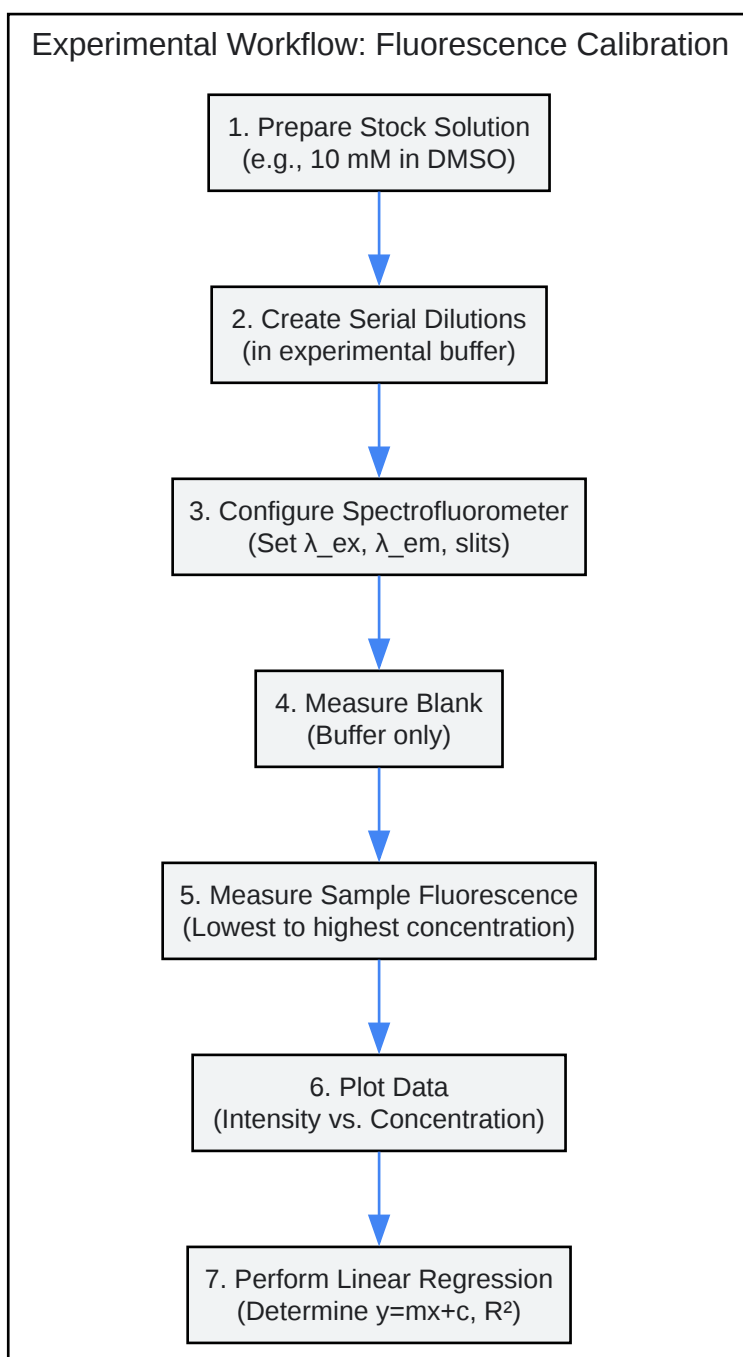 Experimental Workflow: Fluorescence Calibration
1. Prepare Stock Solution
(e.g., 10 mM in DMSO)
2. Create Serial Dilutions
(in experimental buffer)
3. Configure Spectrofluorometer
(Set λ_ex, λ_em, slits)
4. Measure Blank
(Buffer only)
5. Measure Sample Fluorescence
(Lowest to highest concentration)
6. Plot Data
(Intensity vs. Concentration)
7. Perform Linear Regression
(Determine y=mx+c, R²)